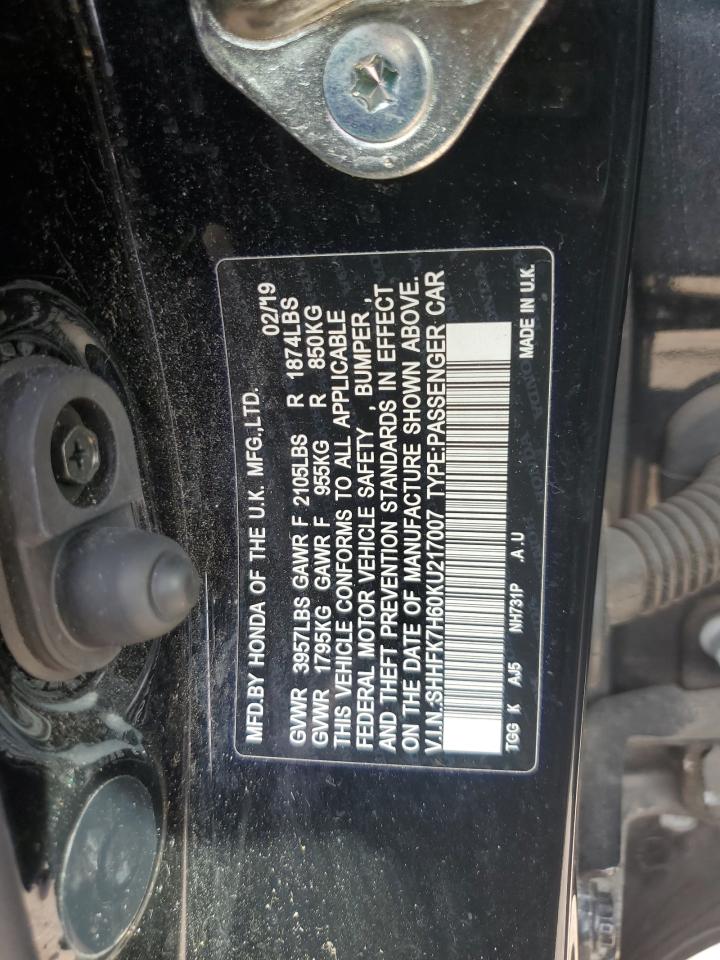 MFD.BY HONDA OF THE U.K. MFG.,LTD. 02/19
GVWR 3957LBS GAWR F 2105LBS R 1874LBS
GVWR 1795KG GAWR F 955KG R 850KG
THIS VEHICLE CONFORMS TO ALL APPLICABLE
FEDERAL MOTOR VEHICLE SAFETY , BUMPER ,
AND THEFT PREVENTION STANDARDS IN EFFECT
ON THE DATE OF MANUFACTURE SHOWN ABOVE.
V.I.N.:SHHFK7H60KU217007 TYPE:PASSENGER CAR
TGG K AJ5 NH731P .A.U MADE IN U.K.